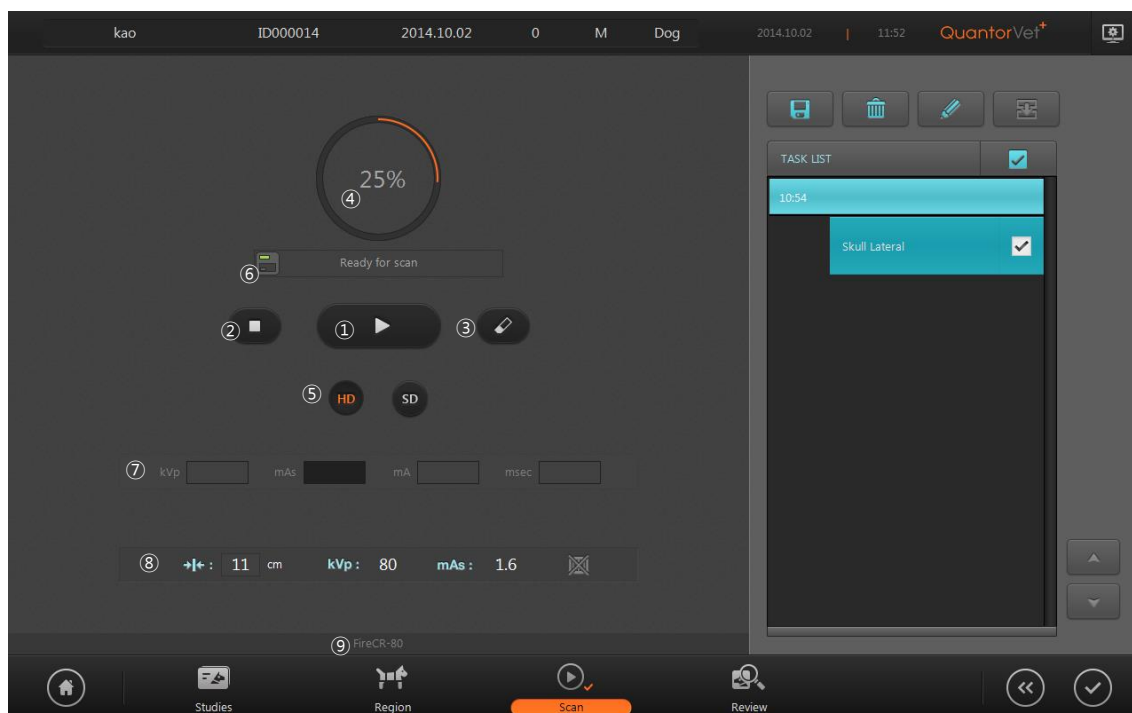 kao ID000014 2014.10.02 0 M Dog 2014.10.02 | 11:52 QuantorVet+
25%
④
TASK LIST
10:54
Skull Lateral
⑥ Ready for scan
② ① ③
⑤ HD SD
⑦ kVp mAs mA msec
⑧ : 11 cm kVp : 80 mAs : 1.6
⑨ FireCR-80
Studies Region Scan Review